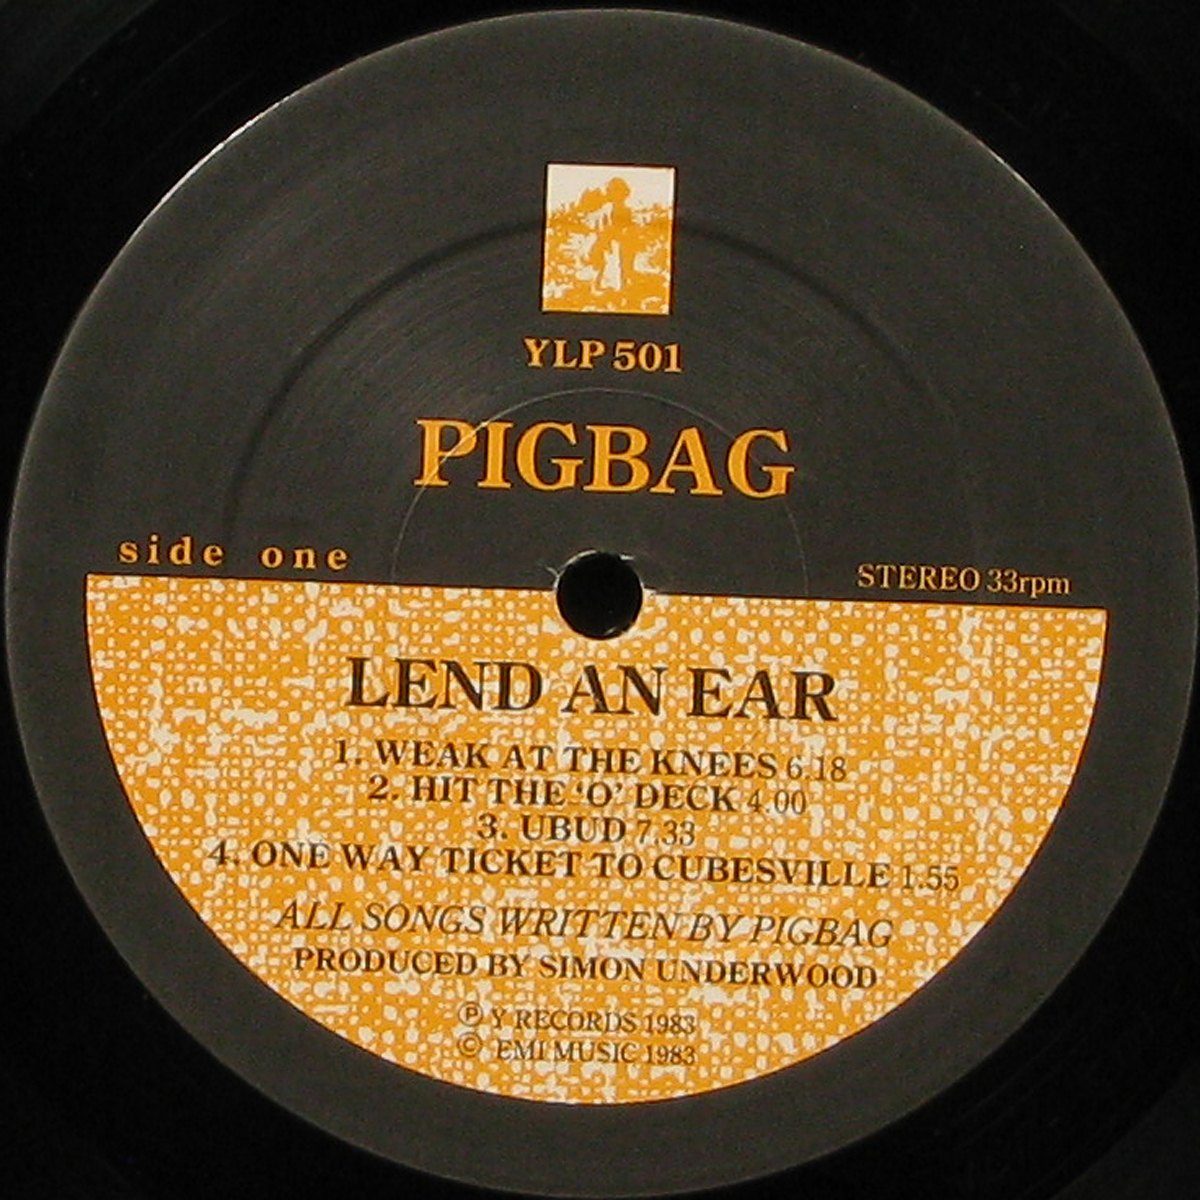 YLP 501
PIGBAG
side one
STEREO 33rpm
LEND AN EAR
1. WEAK AT THE KNEES 6.18
2. HIT THE ‘O’ DECK 4.00
3. UBUD 7.33
4. ONE WAY TICKET TO CUBESVILLE 1.55
ALL SONGS WRITTEN BY PIGBAG
PRODUCED BY SIMON UNDERWOOD
Ⓟ Y RECORDS 1983
© EMI MUSIC 1983